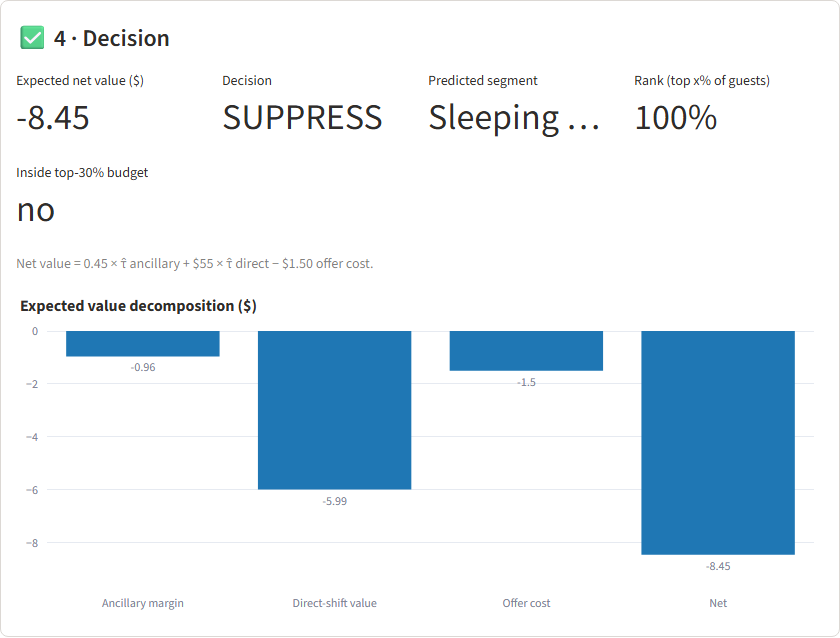 ✅ 4 · Decision
Expected net value ($)
-8.45
Decision
SUPPRESS
Predicted segment
Sleeping …
Rank (top x% of guests)
100%
Inside top-30% budget
no
Net value = 0.45 × τ̂ ancillary + $55 × τ̂ direct − $1.50 offer cost.
Expected value decomposition ($)
0
−2
−4
−6
−8
-0.96
-5.99
-1.5
-8.45
Ancillary margin
Direct-shift value
Offer cost
Net